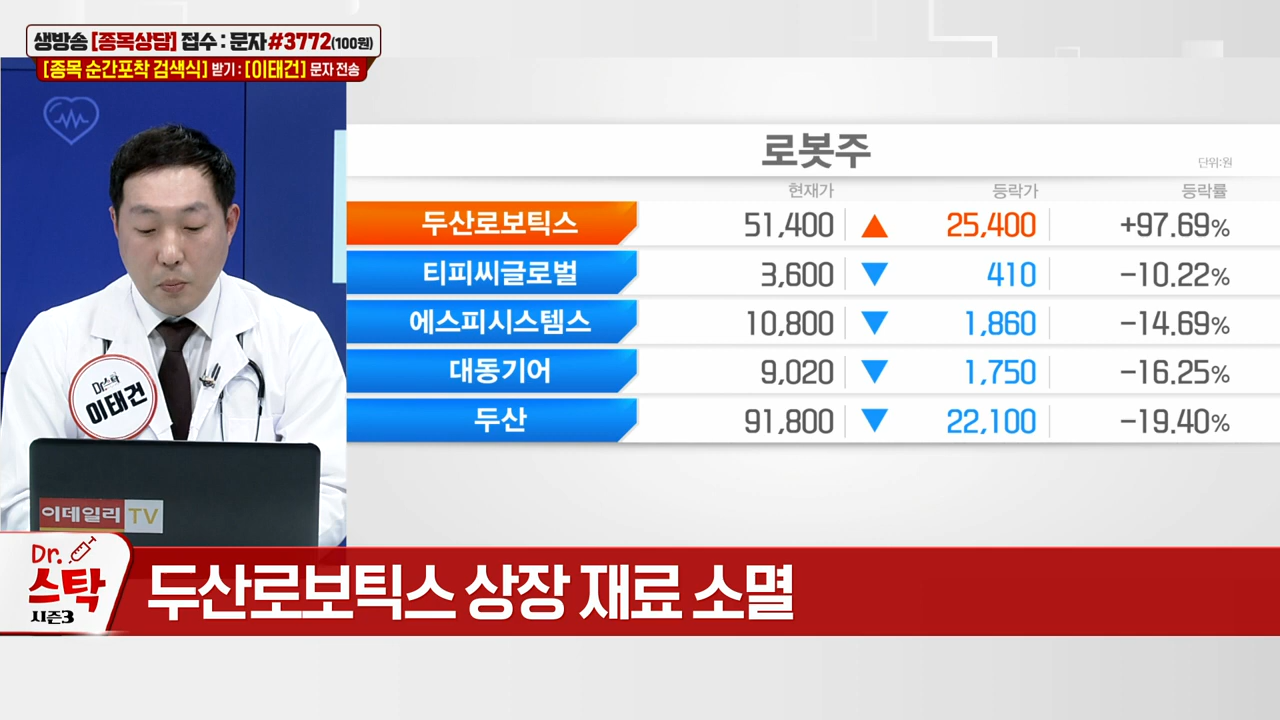 생방송 [종목상담] 접수 : 문자#3772(100원)
[종목 순간포착 검색식] 받기 : [이태건] 문자 전송
로봇주
단위:원
현재가 등락가 등락률
두산로보틱스 51,400 ▲ 25,400 +97.69%
티피씨글로벌 3,600 ▼ 410 -10.22%
에스피시스템스 10,800 ▼ 1,860 -14.69%
대동기어 9,020 ▼ 1,750 -16.25%
두산 91,800 ▼ 22,100 -19.40%
Dr.스탁
이태건
이데일리TV
Dr.
스탁
시즌3
두산로보틱스 상장 재료 소멸